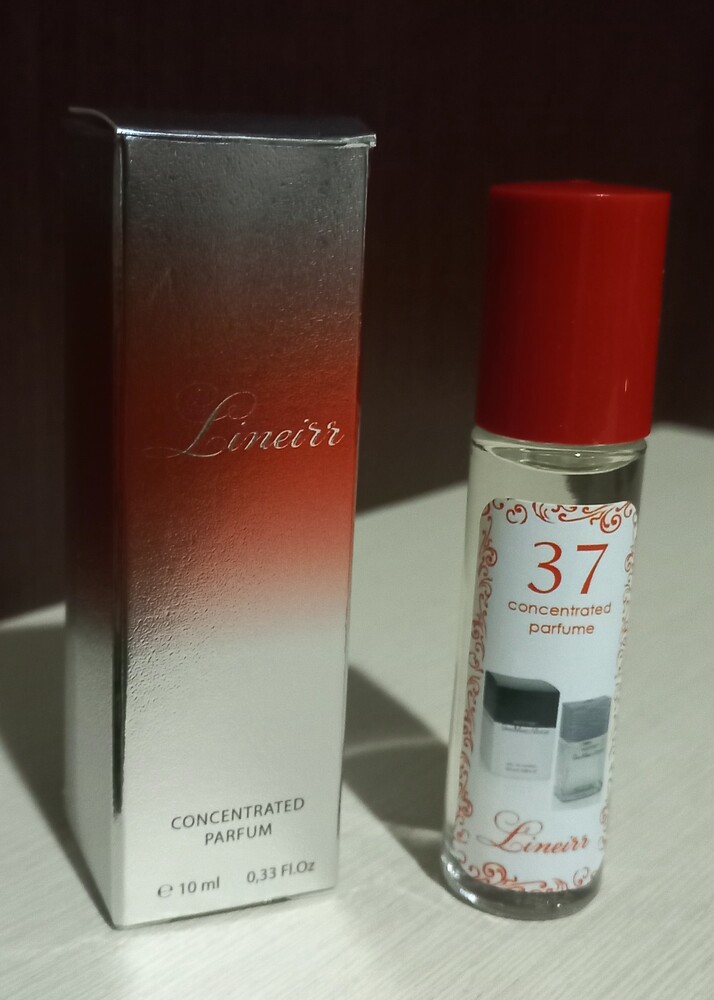 Lineirr
CONCENTRATED
PARFUM
℮ 10 ml 0,33 Fl.Oz
37
concentrated
parfume
Lineirr